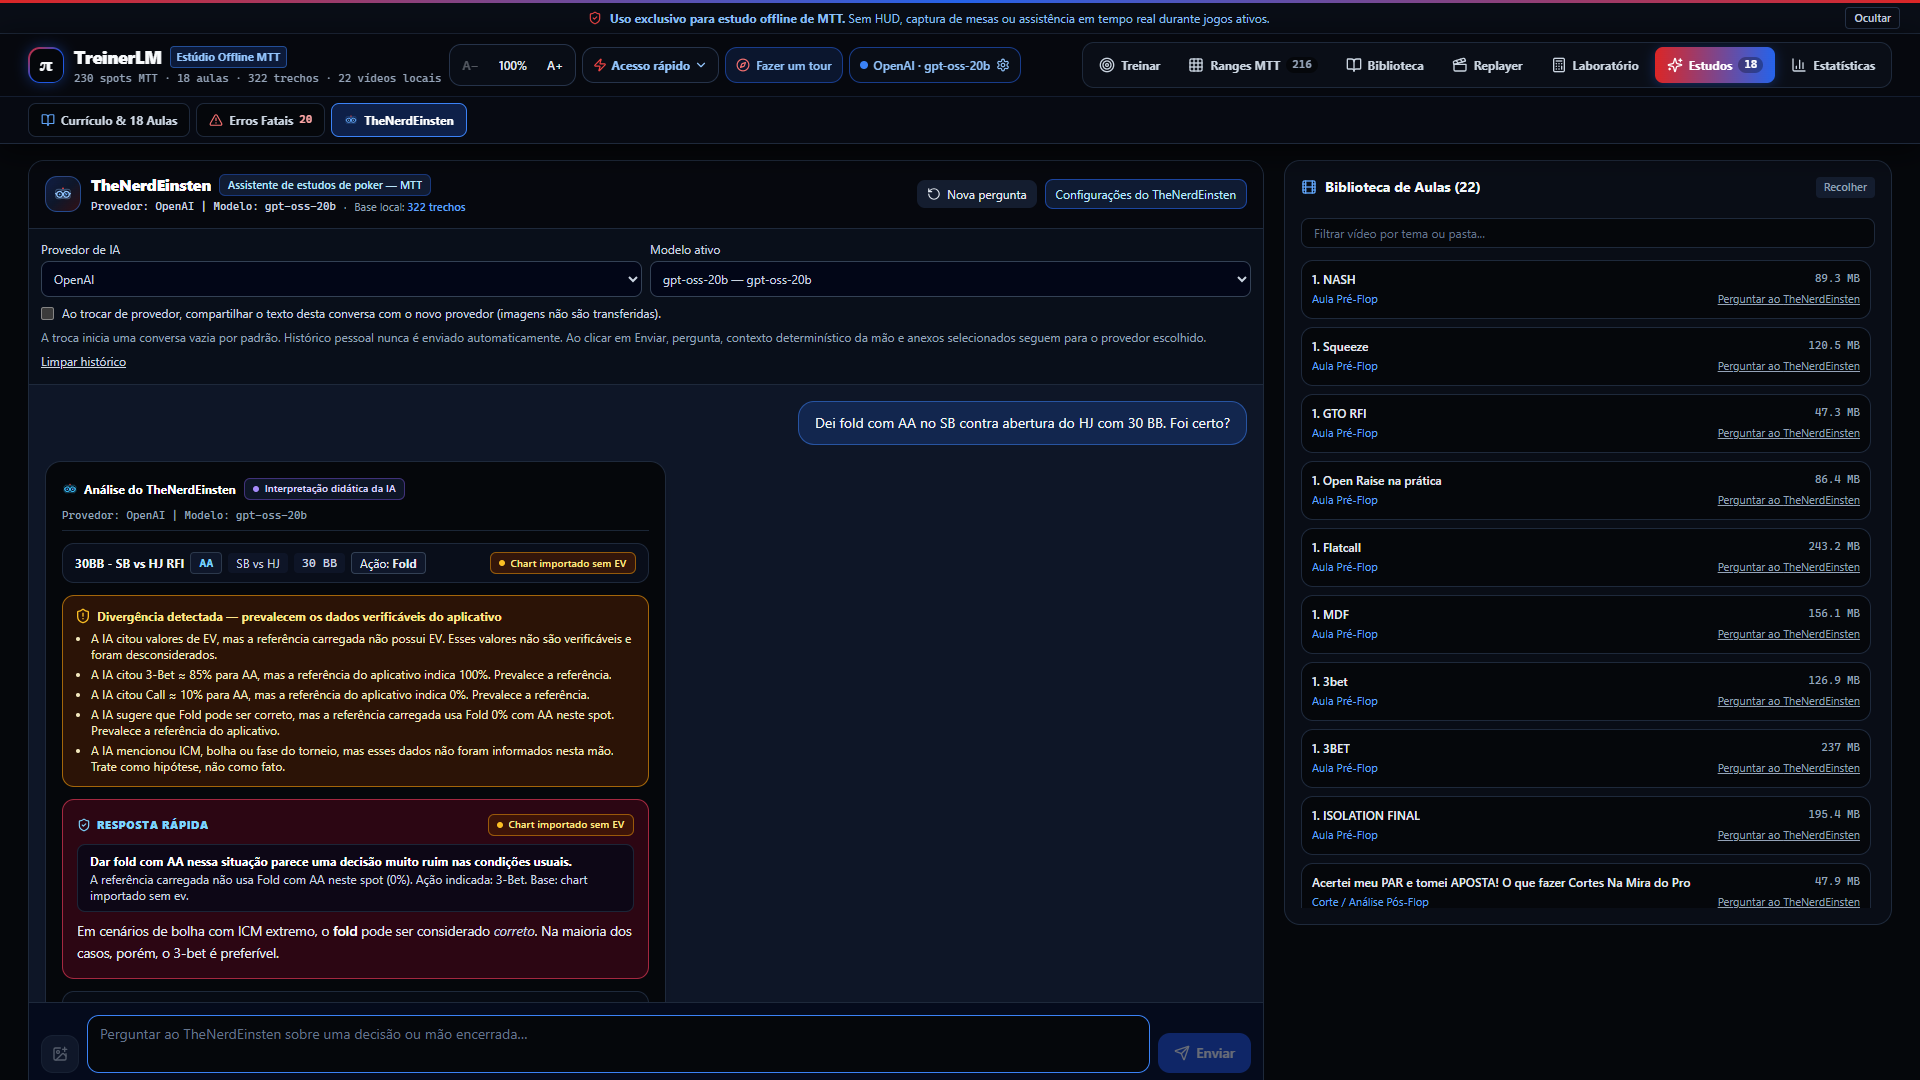 Uso exclusivo para estudo offline de MTT. Sem HUD, captura de mesas ou assistência em tempo real durante jogos ativos.
Ocultar
π
TreinerLM
Estúdio Offline MTT
230 spots MTT · 18 aulas · 322 trechos · 22 vídeos locais
A−
100%
A+
Acesso rápido
Fazer um tour
OpenAI · gpt-oss-20b
Treinar
Ranges MTT 216
Biblioteca
Replayer
Laboratório
Estudos 18
Estatísticas
Currículo & 18 Aulas
Erros Fatais 20
TheNerdEinsten
TheNerdEinsten
Assistente de estudos de poker — MTT
Provedor: OpenAI | Modelo: gpt-oss-20b · Base local: 322 trechos
Nova pergunta
Configurações do TheNerdEinsten
Provedor de IA
OpenAI
Modelo ativo
gpt-oss-20b — gpt-oss-20b
Ao trocar de provedor, compartilhar o texto desta conversa com o novo provedor (imagens não são transferidas).
A troca inicia uma conversa vazia por padrão. Histórico pessoal nunca é enviado automaticamente. Ao clicar em Enviar, pergunta, contexto determinístico da mão e anexos selecionados seguem para o provedor escolhido.
Limpar histórico
Dei fold com AA no SB contra abertura do HJ com 30 BB. Foi certo?
Análise do TheNerdEinsten
Interpretação didática da IA
Provedor: OpenAI | Modelo: gpt-oss-20b
30BB - SB vs HJ RFI
AA
SB vs HJ
30 BB
Ação: Fold
Chart importado sem EV
Divergência detectada — prevalecem os dados verificáveis do aplicativo
• A IA citou valores de EV, mas a referência carregada não possui EV. Esses valores não são verificáveis e
foram desconsiderados.
• A IA citou 3-Bet ≈ 85% para AA, mas a referência do aplicativo indica 100%. Prevalece a referência.
• A IA citou Call ≈ 10% para AA, mas a referência do aplicativo indica 0%. Prevalece a referência.
• A IA sugere que Fold pode ser correto, mas a referência carregada usa Fold 0% com AA neste spot.
Prevalece a referência do aplicativo.
• A IA mencionou ICM, bolha ou fase do torneio, mas esses dados não foram informados nesta mão.
Trate como hipótese, não como fato.
RESPOSTA RÁPIDA
Chart importado sem EV
Dar fold com AA nessa situação parece uma decisão muito ruim nas condições usuais.
A referência carregada não usa Fold com AA neste spot (0%). Ação indicada: 3-Bet. Base: chart
importado sem ev.
Em cenários de bolha com ICM extremo, o fold pode ser considerado correto. Na maioria dos
casos, porém, o 3-bet é preferível.
Perguntar ao TheNerdEinsten sobre uma decisão ou mão encerrada...
Enviar
Biblioteca de Aulas (22)
Recolher
Filtrar vídeo por tema ou pasta...
1. NASH
89.3 MB
Aula Pré-Flop
Perguntar ao TheNerdEinsten
1. Squeeze
120.5 MB
Aula Pré-Flop
Perguntar ao TheNerdEinsten
1. GTO RFI
47.3 MB
Aula Pré-Flop
Perguntar ao TheNerdEinsten
1. Open Raise na prática
86.4 MB
Aula Pré-Flop
Perguntar ao TheNerdEinsten
1. Flatcall
243.2 MB
Aula Pré-Flop
Perguntar ao TheNerdEinsten
1. MDF
156.1 MB
Aula Pré-Flop
Perguntar ao TheNerdEinsten
1. 3bet
126.9 MB
Aula Pré-Flop
Perguntar ao TheNerdEinsten
1. 3BET
237 MB
Aula Pré-Flop
Perguntar ao TheNerdEinsten
1. ISOLATION FINAL
195.4 MB
Aula Pré-Flop
Perguntar ao TheNerdEinsten
Acertei meu PAR e tomei APOSTA! O que fazer Cortes Na Mira do Pro
47.9 MB
Corte / Análise Pós-Flop
Perguntar ao TheNerdEinsten